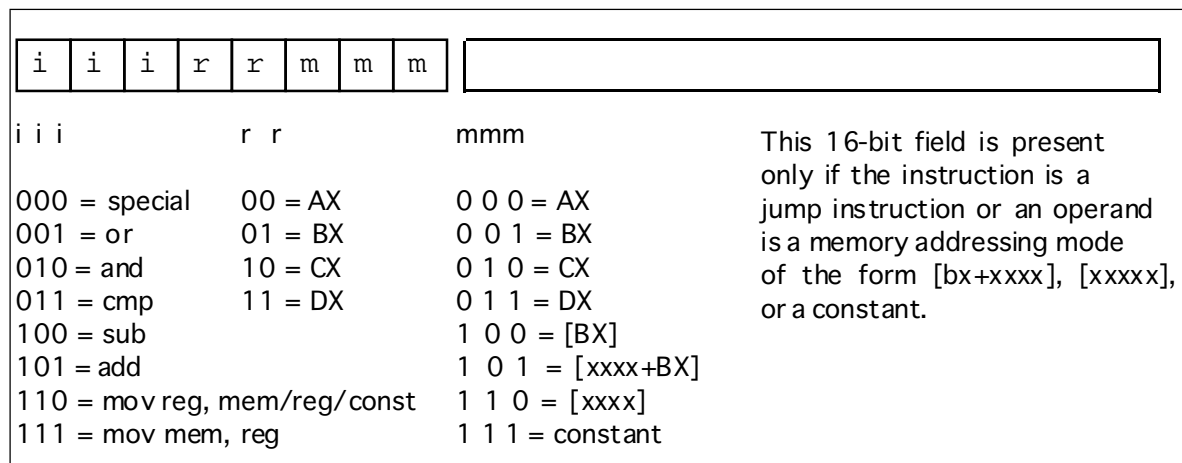 i i i r r m m m
i i i r r mmm
This 16-bit field is present
only if the instruction is a
jump instruction or an operand
is a memory addressing mode
of the form [bx+xxxx], [xxxxx],
or a constant.
000 = special 00 = AX 0 0 0 = AX
001 = or 01 = BX 0 0 1 = BX
010 = and 10 = CX 0 1 0 = CX
011 = cmp 11 = DX 0 1 1 = DX
100 = sub 1 0 0 = [BX]
101 = add 1 0 1 = [xxxx+BX]
110 = mov reg, mem/reg/const 1 1 0 = [xxxx]
111 = mov mem, reg 1 1 1 = constant